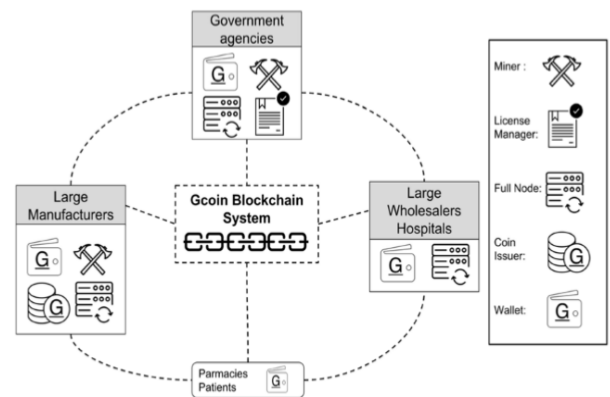 Government
agencies
G
Large
Manufacturers
G
G
Gcoin Blockchain
System
Large
Wholesalers
Hospitals
G
Parmacies
Patients
G
Miner :
License
Manager:
Full Node:
Coin
Issuer:
G
Wallet:
G